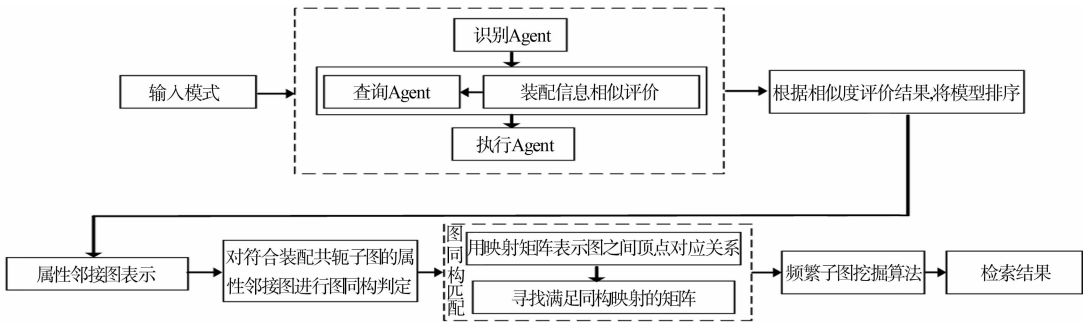 识别Agent
输入模式
查询Agent
装配信息相似评价
执行Agent
根据相似度评价结果,将模型排序
属性邻接图表示
对符合装配共轭子图的属
性邻接图进行图同构判定
图同构匹配
用映射矩阵表示图之间顶点对应关系
寻找满足同构映射的矩阵
频繁子图挖掘算法
检索结果